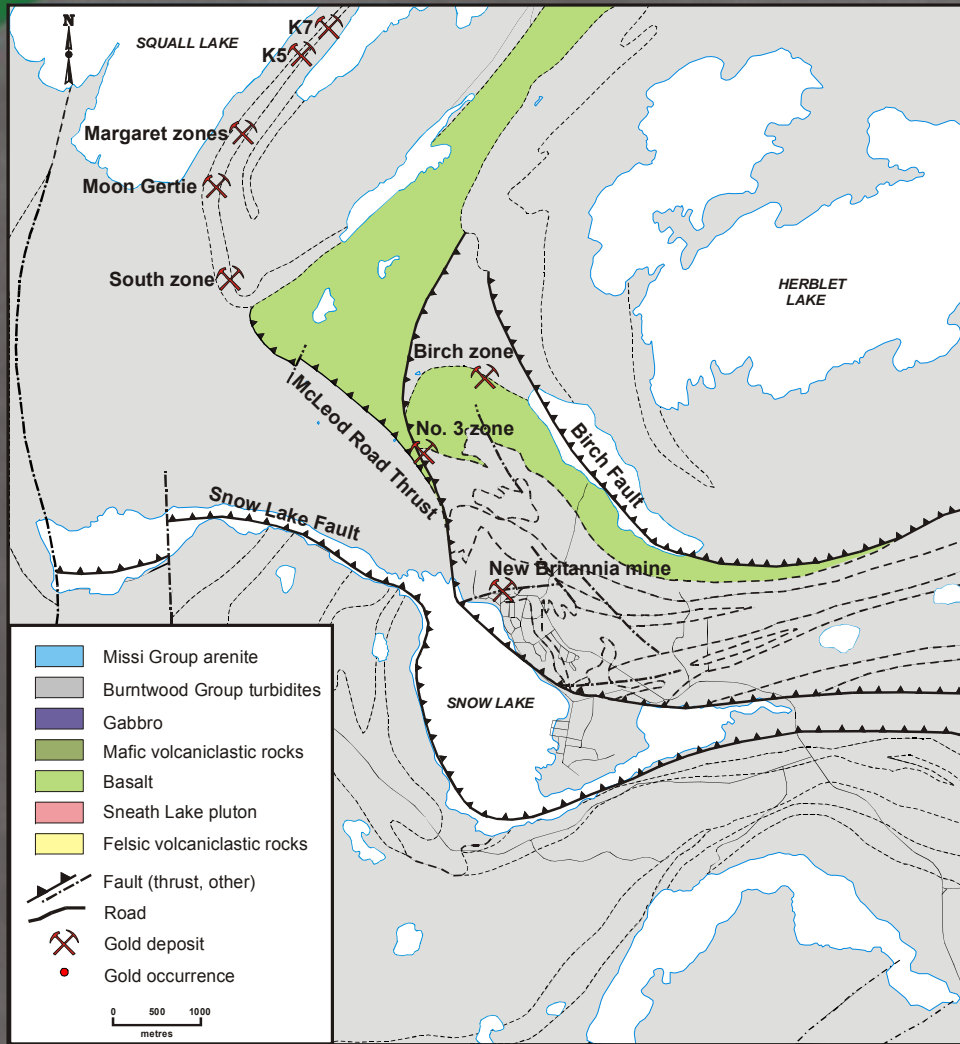 N
SQUALL LAKE
K7
K5
Margaret zones
Moon Gertie
South zone
HERBLET
LAKE
Birch zone
McLeod Road Thrust
No. 3 zone
Birch Fault
Snow Lake Fault
New Britannia mine
SNOW LAKE
Missi Group arenite
Burntwood Group turbidites
Gabbro
Mafic volcaniclastic rocks
Basalt
Sneath Lake pluton
Felsic volcaniclastic rocks
Fault (thrust, other)
Road
Gold deposit
Gold occurrence
0 500 1000
metres